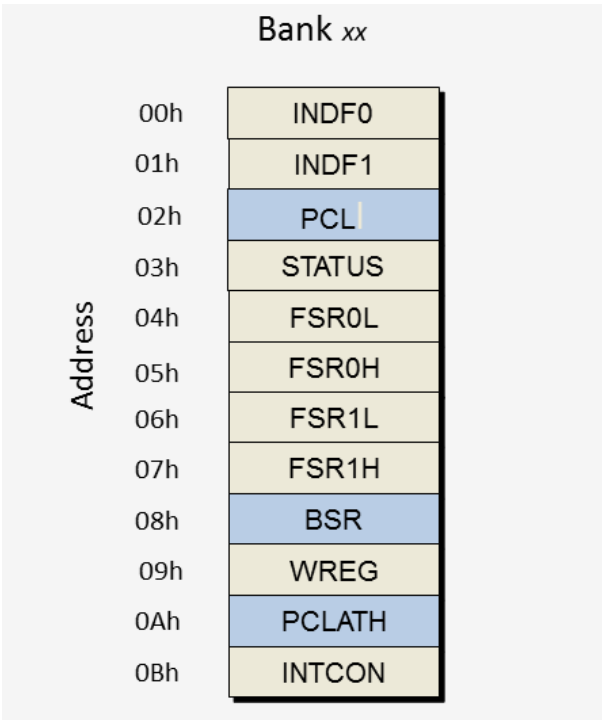 Bank xx
Address
00h INDF0
01h INDF1
02h PCL
03h STATUS
04h FSR0L
05h FSR0H
06h FSR1L
07h FSR1H
08h BSR
09h WREG
0Ah PCLATH
0Bh INTCON